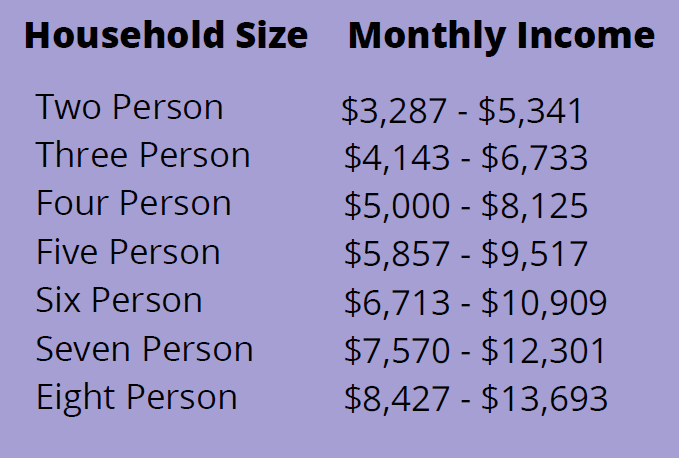 Household Size Monthly Income
Two Person $3,287 - $5,341
Three Person $4,143 - $6,733
Four Person $5,000 - $8,125
Five Person $5,857 - $9,517
Six Person $6,713 - $10,909
Seven Person $7,570 - $12,301
Eight Person $8,427 - $13,693